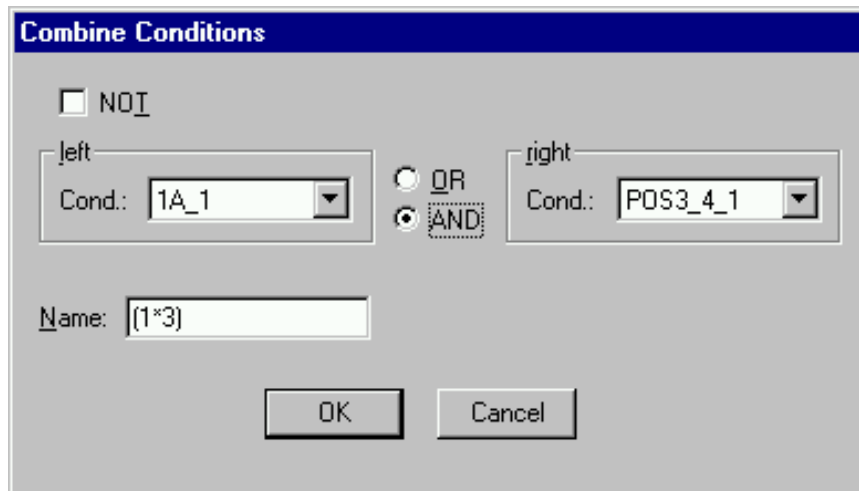 Combine Conditions
NOT
left
Cond.: 1A_1
OR
AND
right
Cond.: POS3_4_1
Name: (1*3)
OK Cancel